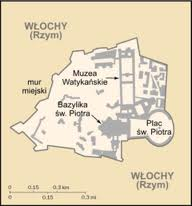 WŁOCHY
(Rzym)
Muzea
Watykańskie
mur
miejski
Bazylika
św. Piotra
Plac
św. Piotra
WŁOCHY
(Rzym)
0 0,15 0,3 km
0 0,15 0,3 mi